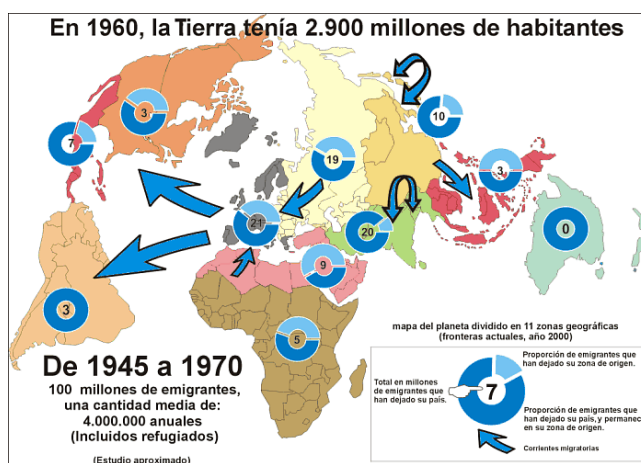 En 1960, la Tierra tenía 2.900 millones de habitantes
3
7
10
19
3
21
20
0
9
3
5
mapa del planeta dividido en 11 zonas geográficas
(fronteras actuales, año 2000)
De 1945 a 1970
100 millones de emigrantes,
una cantidad media de:
4.000.000 anuales
(Incluidos refugiados)
(Estudio aproximado)
Proporción de emigrantes
que han dejado su zona de origen.
Total en millones
de emigrantes que
han dejado su país.
7
Proporción de emigrantes que
han dejado su país, y permanec
en su zona de origen.
Corrientes migratorias